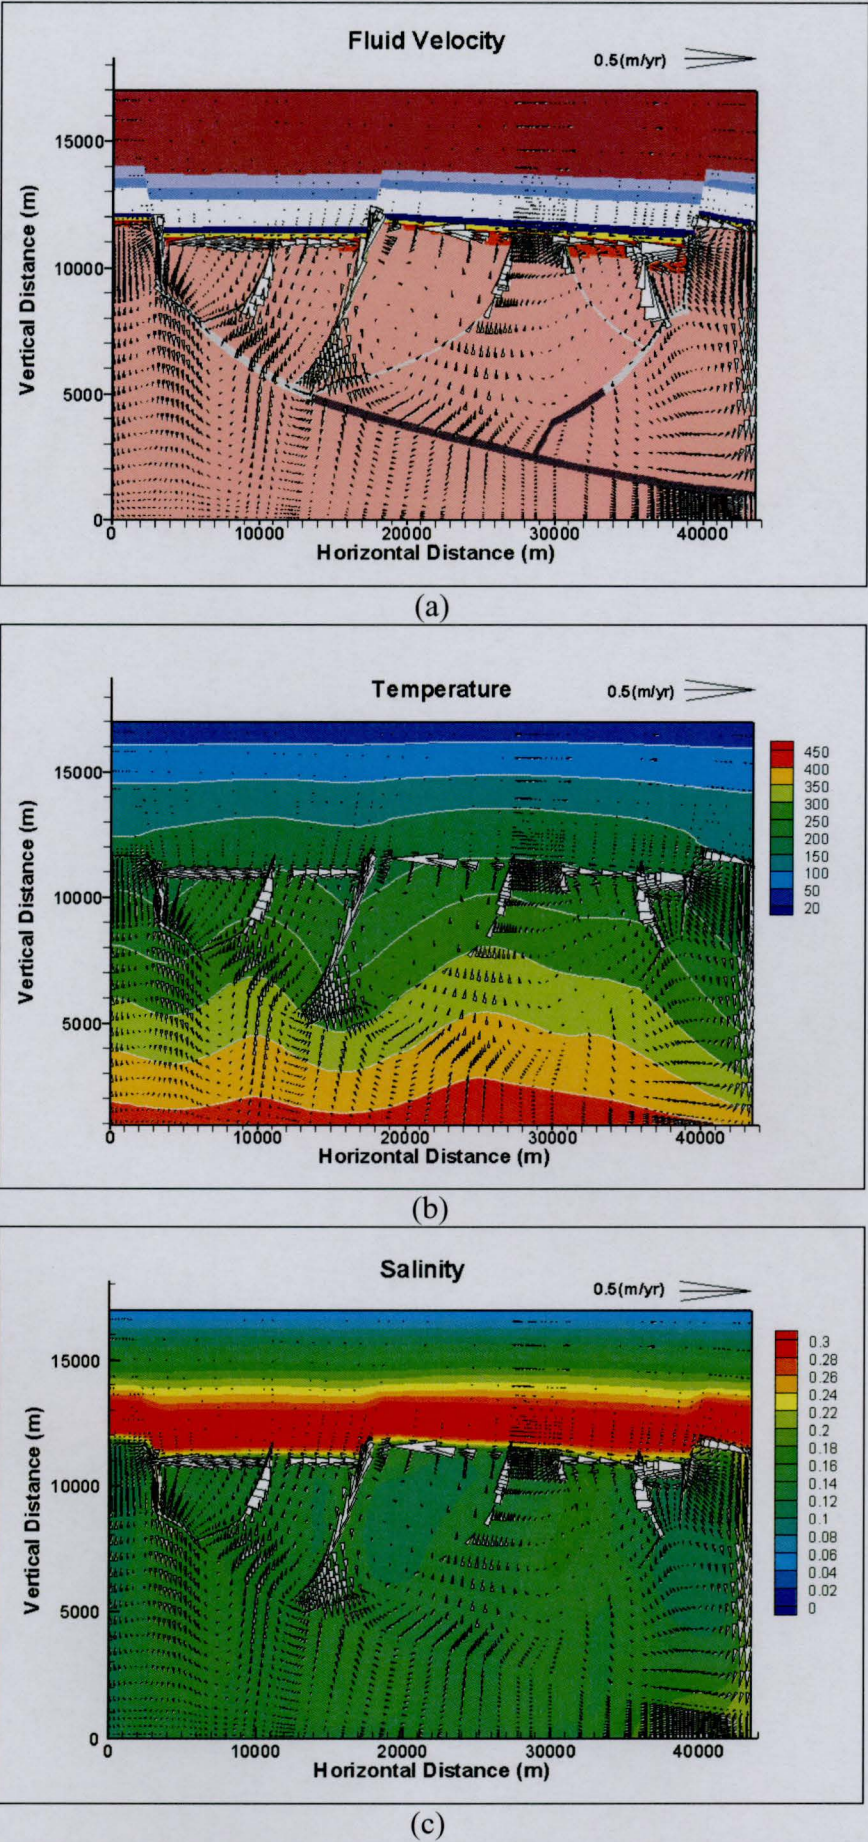 Fluid Velocity
0.5(m/yr)
Vertical Distance (m)
15000
10000
5000
0
0 10000 20000 30000 40000
Horizontal Distance (m)
(a)
Temperature
0.5(m/yr)
Vertical Distance (m)
15000
10000
5000
450
400
350
300
250
200
150
100
50
20
0 10000 20000 30000 40000
Horizontal Distance (m)
(b)
Salinity
0.5(m/yr)
Vertical Distance (m)
15000
10000
5000
0
0.3
0.28
0.26
0.24
0.22
0.2
0.18
0.16
0.14
0.12
0.1
0.08
0.06
0.04
0.02
0
0 10000 20000 30000 40000
Horizontal Distance (m)
(c)